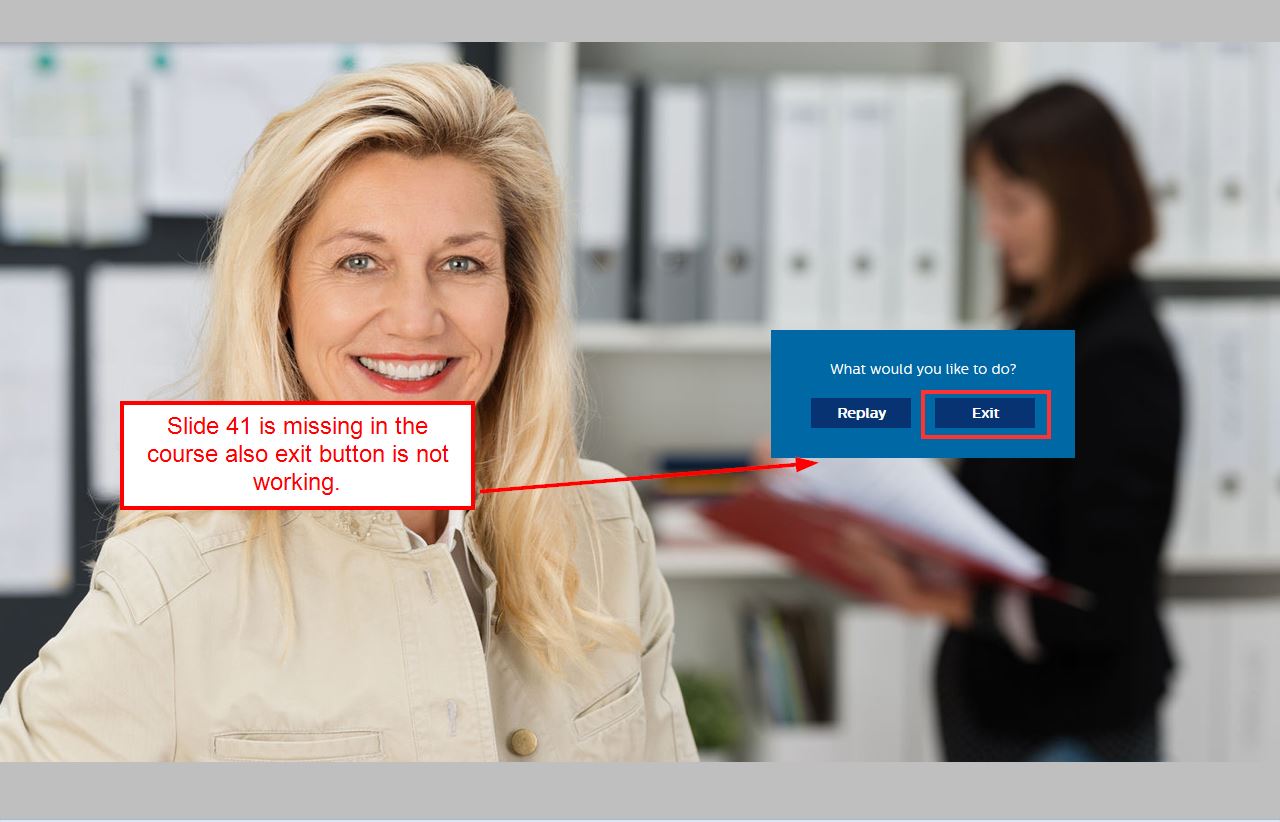 What would you like to do?
Replay Exit
Slide 41 is missing in the
course also exit button is not
working.